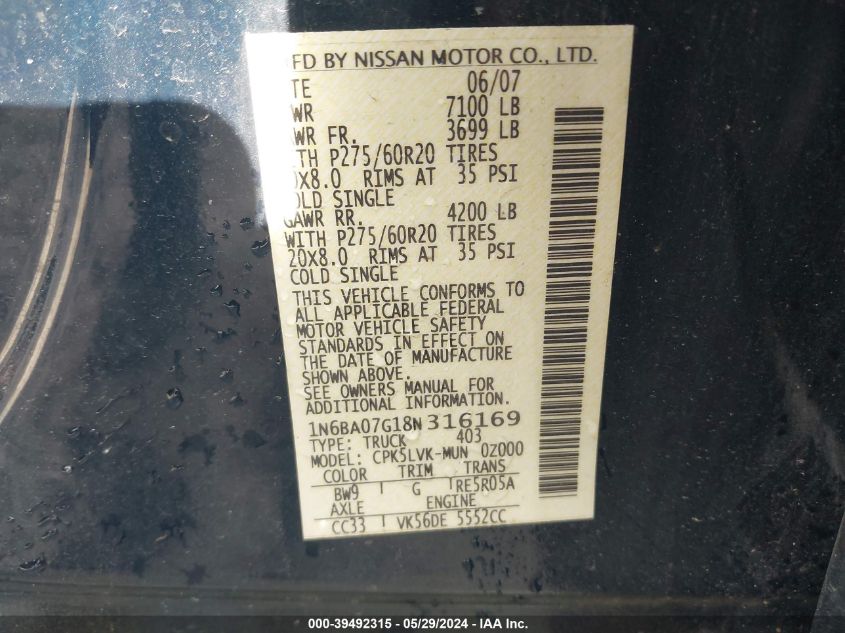 FD BY NISSAN MOTOR CO., LTD.
TE 06/07
WR 7100 LB
WR FR. 3699 LB
TH P275/60R20 TIRES
0X8.0 RIMS AT 35 PSI
OLD SINGLE
GAWR RR. 4200 LB
WITH P275/60R20 TIRES
20X8.0 RIMS AT 35 PSI
COLD SINGLE
THIS VEHICLE CONFORMS TO
ALL APPLICABLE FEDERAL
MOTOR VEHICLE SAFETY
STANDARDS IN EFFECT ON
THE DATE OF MANUFACTURE
SHOWN ABOVE.
SEE OWNERS MANUAL FOR
ADDITIONAL INFORMATION
1N6BA07G18N316169
TYPE: TRUCK 403
MODEL: CPK5LVK-MUN 0Z000
COLOR TRIM TRANS
BW9 G RE5R05A
AXLE ENGINE
CC33 VK56DE 5552CC
000-39492315 - 05/29/2024 - IAA Inc.